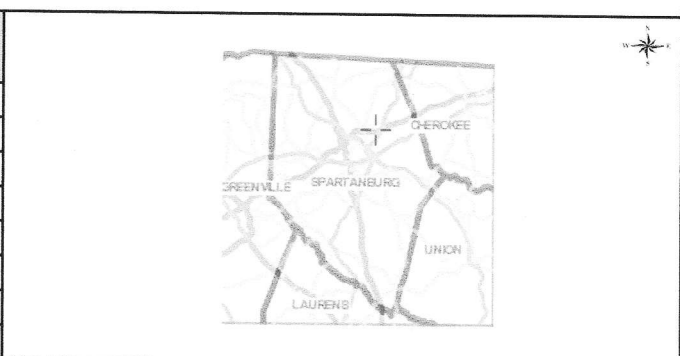 N
W E
S
CHEROKEE
GREENVILLE SPARTANBURG
UNION
LAURENS